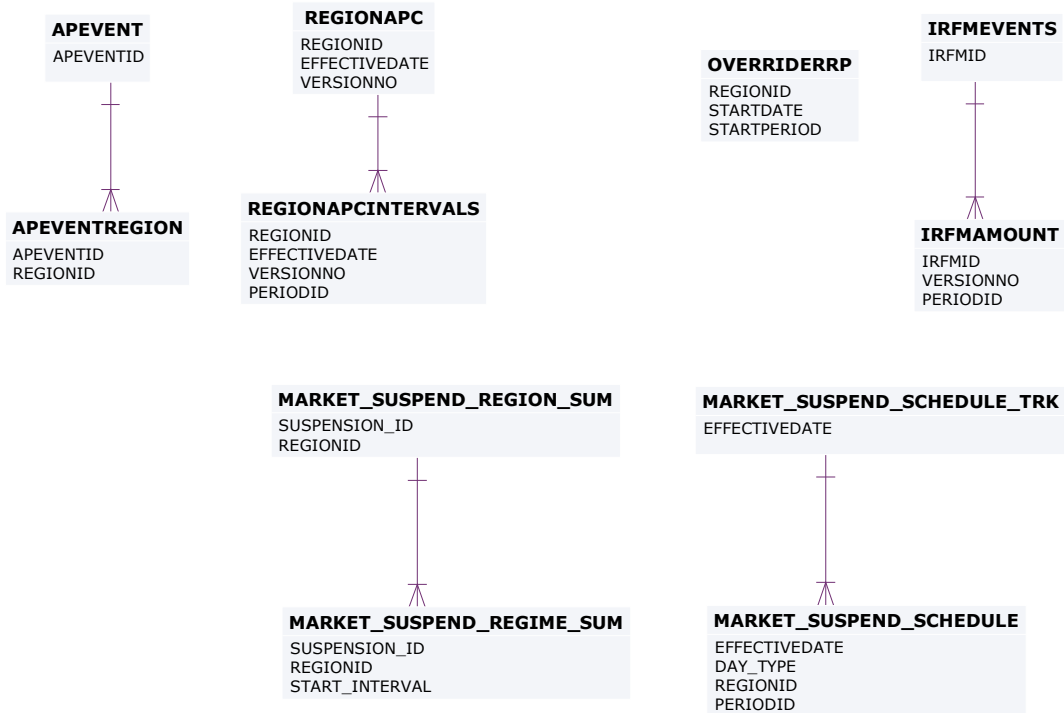 APEVENT
APEVENTID
REGIONAPC
REGIONID
EFFECTIVEDATE
VERSIONNO
OVERRIDERRP
REGIONID
STARTDATE
STARTPERIOD
IRFMEVENTS
IRFMID
APEVENTREGION
APEVENTID
REGIONID
REGIONAPCINTERVALS
REGIONID
EFFECTIVEDATE
VERSIONNO
PERIODID
IRFMAMOUNT
IRFMID
VERSIONNO
PERIODID
MARKET_SUSPEND_REGION_SUM
SUSPENSION_ID
REGIONID
MARKET_SUSPEND_SCHEDULE_TRK
EFFECTIVEDATE
MARKET_SUSPEND_REGIME_SUM
SUSPENSION_ID
REGIONID
START_INTERVAL
MARKET_SUSPEND_SCHEDULE
EFFECTIVEDATE
DAY_TYPE
REGIONID
PERIODID